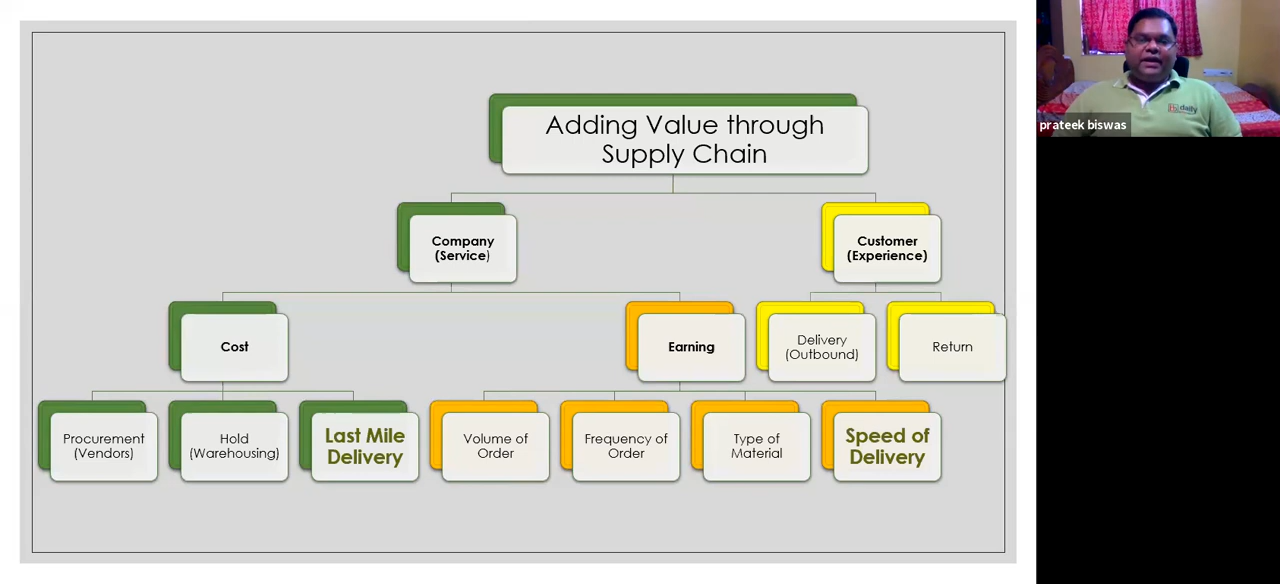 Adding Value through
Supply Chain
Company
(Service)
Customer
(Experience)
Cost
Earning
Delivery
(Outbound)
Return
Procurement
(Vendors)
Hold
(Warehousing)
Last Mile
Delivery
Volume of
Order
Frequency of
Order
Type of
Material
Speed of
Delivery
daily
prateek biswas